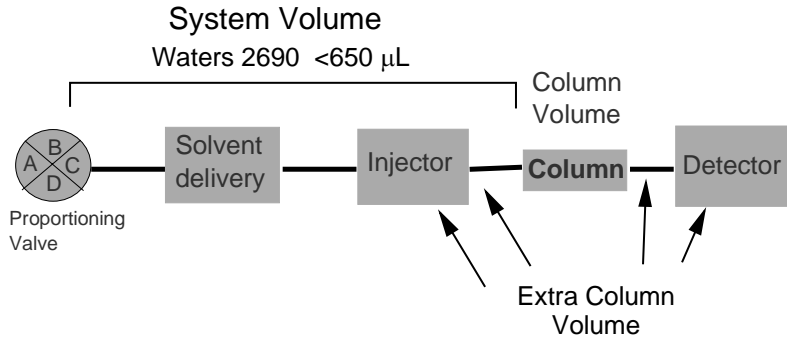 System Volume
Waters 2690 <650 μL
Column
Volume
B
A
C
D
Solvent
delivery
Injector
Column
Detector
Proportioning
Valve
Extra Column
Volume